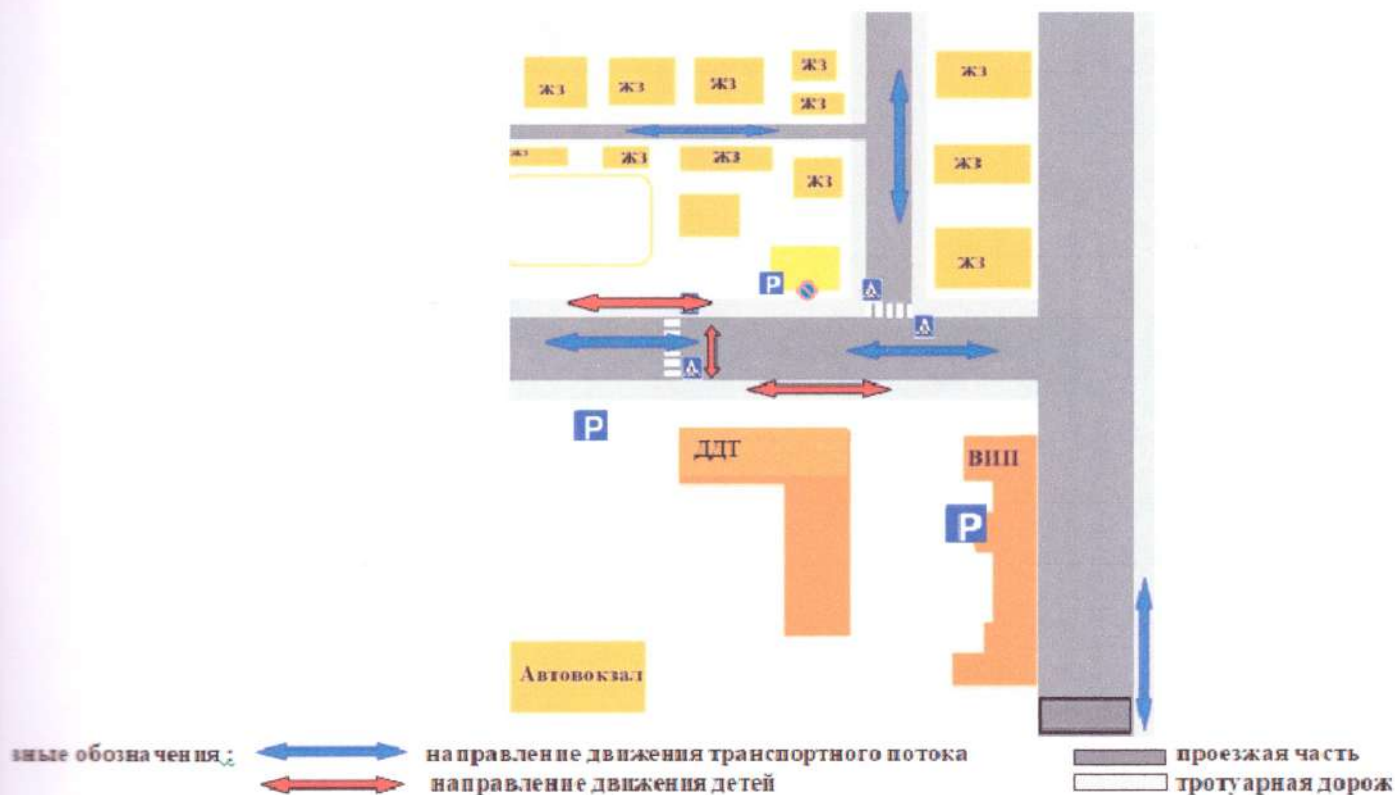 ЖЗ ЖЗ ЖЗ ЖЗ ЖЗ
ЖЗ
ЖЗ ЖЗ ЖЗ ЖЗ ЖЗ
ЖЗ
P
P
ДДТ ВИП
P
Автовокзал
вные обозначения : направление движения транспортного потока проезжая часть
направление движения детей тротуарная дорож